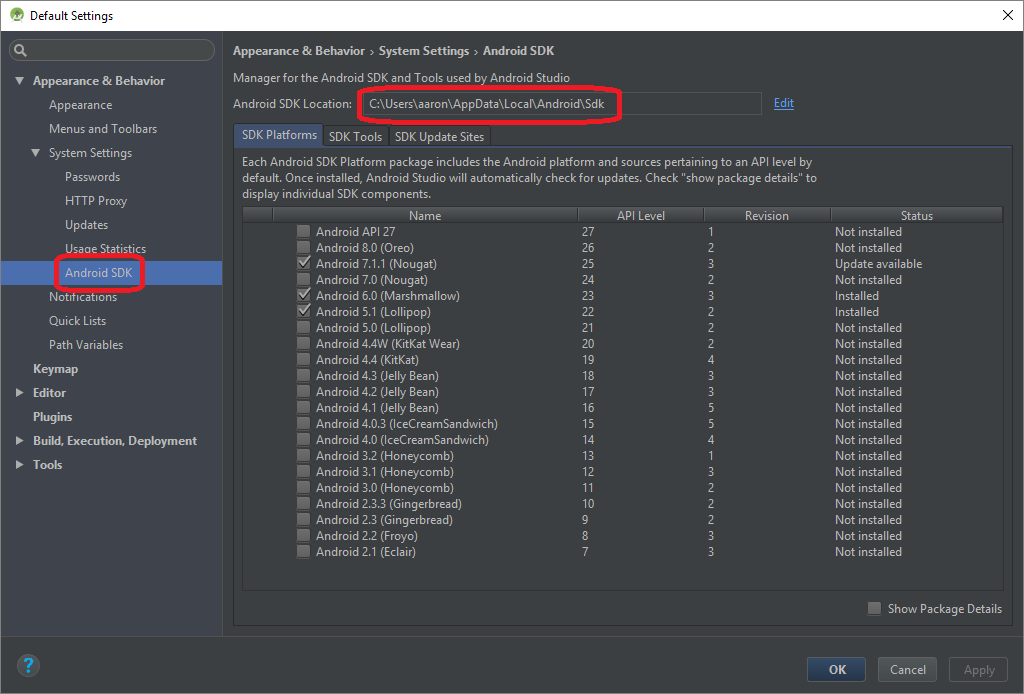 Default Settings
Appearance & Behavior
Appearance
Menus and Toolbars
System Settings
Passwords
HTTP Proxy
Updates
Usage Statistics
Android SDK
Notifications
Quick Lists
Path Variables
Keymap
Editor
Plugins
Build, Execution, Deployment
Tools
Appearance & Behavior › System Settings › Android SDK
Manager for the Android SDK and Tools used by Android Studio
Android SDK Location: C:\Users\aaron\AppData\Local\Android\Sdk Edit
SDK Platforms SDK Tools SDK Update Sites
Each Android SDK Platform package includes the Android platform and sources pertaining to an API level by
default. Once installed, Android Studio will automatically check for updates. Check "show package details" to
display individual SDK components.
Name API Level Revision Status
Android API 27 27 1 Not installed
Android 8.0 (Oreo) 26 2 Not installed
Android 7.1.1 (Nougat) 25 3 Update available
Android 7.0 (Nougat) 24 2 Not installed
Android 6.0 (Marshmallow) 23 3 Installed
Android 5.1 (Lollipop) 22 2 Installed
Android 5.0 (Lollipop) 21 2 Not installed
Android 4.4W (KitKat Wear) 20 2 Not installed
Android 4.4 (KitKat) 19 4 Not installed
Android 4.3 (Jelly Bean) 18 3 Not installed
Android 4.2 (Jelly Bean) 17 3 Not installed
Android 4.1 (Jelly Bean) 16 5 Not installed
Android 4.0.3 (IceCreamSandwich) 15 5 Not installed
Android 4.0 (IceCreamSandwich) 14 4 Not installed
Android 3.2 (Honeycomb) 13 1 Not installed
Android 3.1 (Honeycomb) 12 3 Not installed
Android 3.0 (Honeycomb) 11 2 Not installed
Android 2.3.3 (Gingerbread) 10 2 Not installed
Android 2.3 (Gingerbread) 9 2 Not installed
Android 2.2 (Froyo) 8 3 Not installed
Android 2.1 (Eclair) 7 3 Not installed
Show Package Details
?
OK Cancel Apply